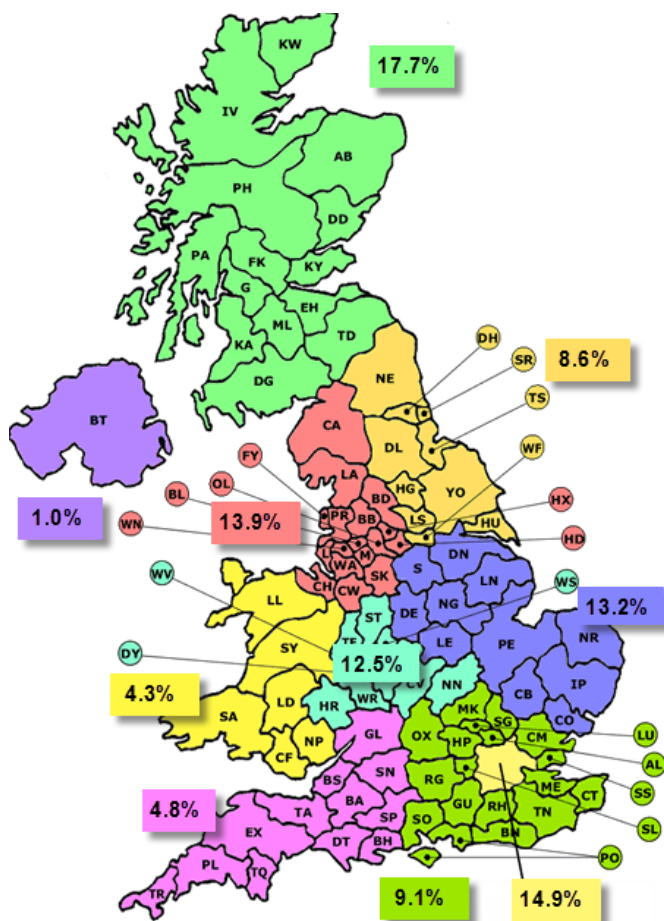 KW
17.7%
IV
AB
PH
DD
PA
FK
KY
G
EH
ML
TD
KA
DG
DH
SR
8.6%
NE
TS
BT
CA
DL
WF
FY
LA
HG
YO
OL
BD
BL
HX
1.0%
WN
13.9%
PR
BB
LS
HU
HD
DN
L
M
WA
S
WV
CH
CW
SK
LN
WS
LL
ST
DE
NG
13.2%
NR
SY
PE
DY
LE
12.5%
IP
4.3%
LD
HR
WR
CV
NN
CB
SA
CO
MK
NP
GL
OX
SG
CM
LU
CF
HP
AL
SN
BS
RG
ME
CT
SS
4.8%
BA
GU
RH
TN
TA
SP
SO
SL
EX
BN
DT
BH
PO
PL
TQ
TR
9.1%
14.9%